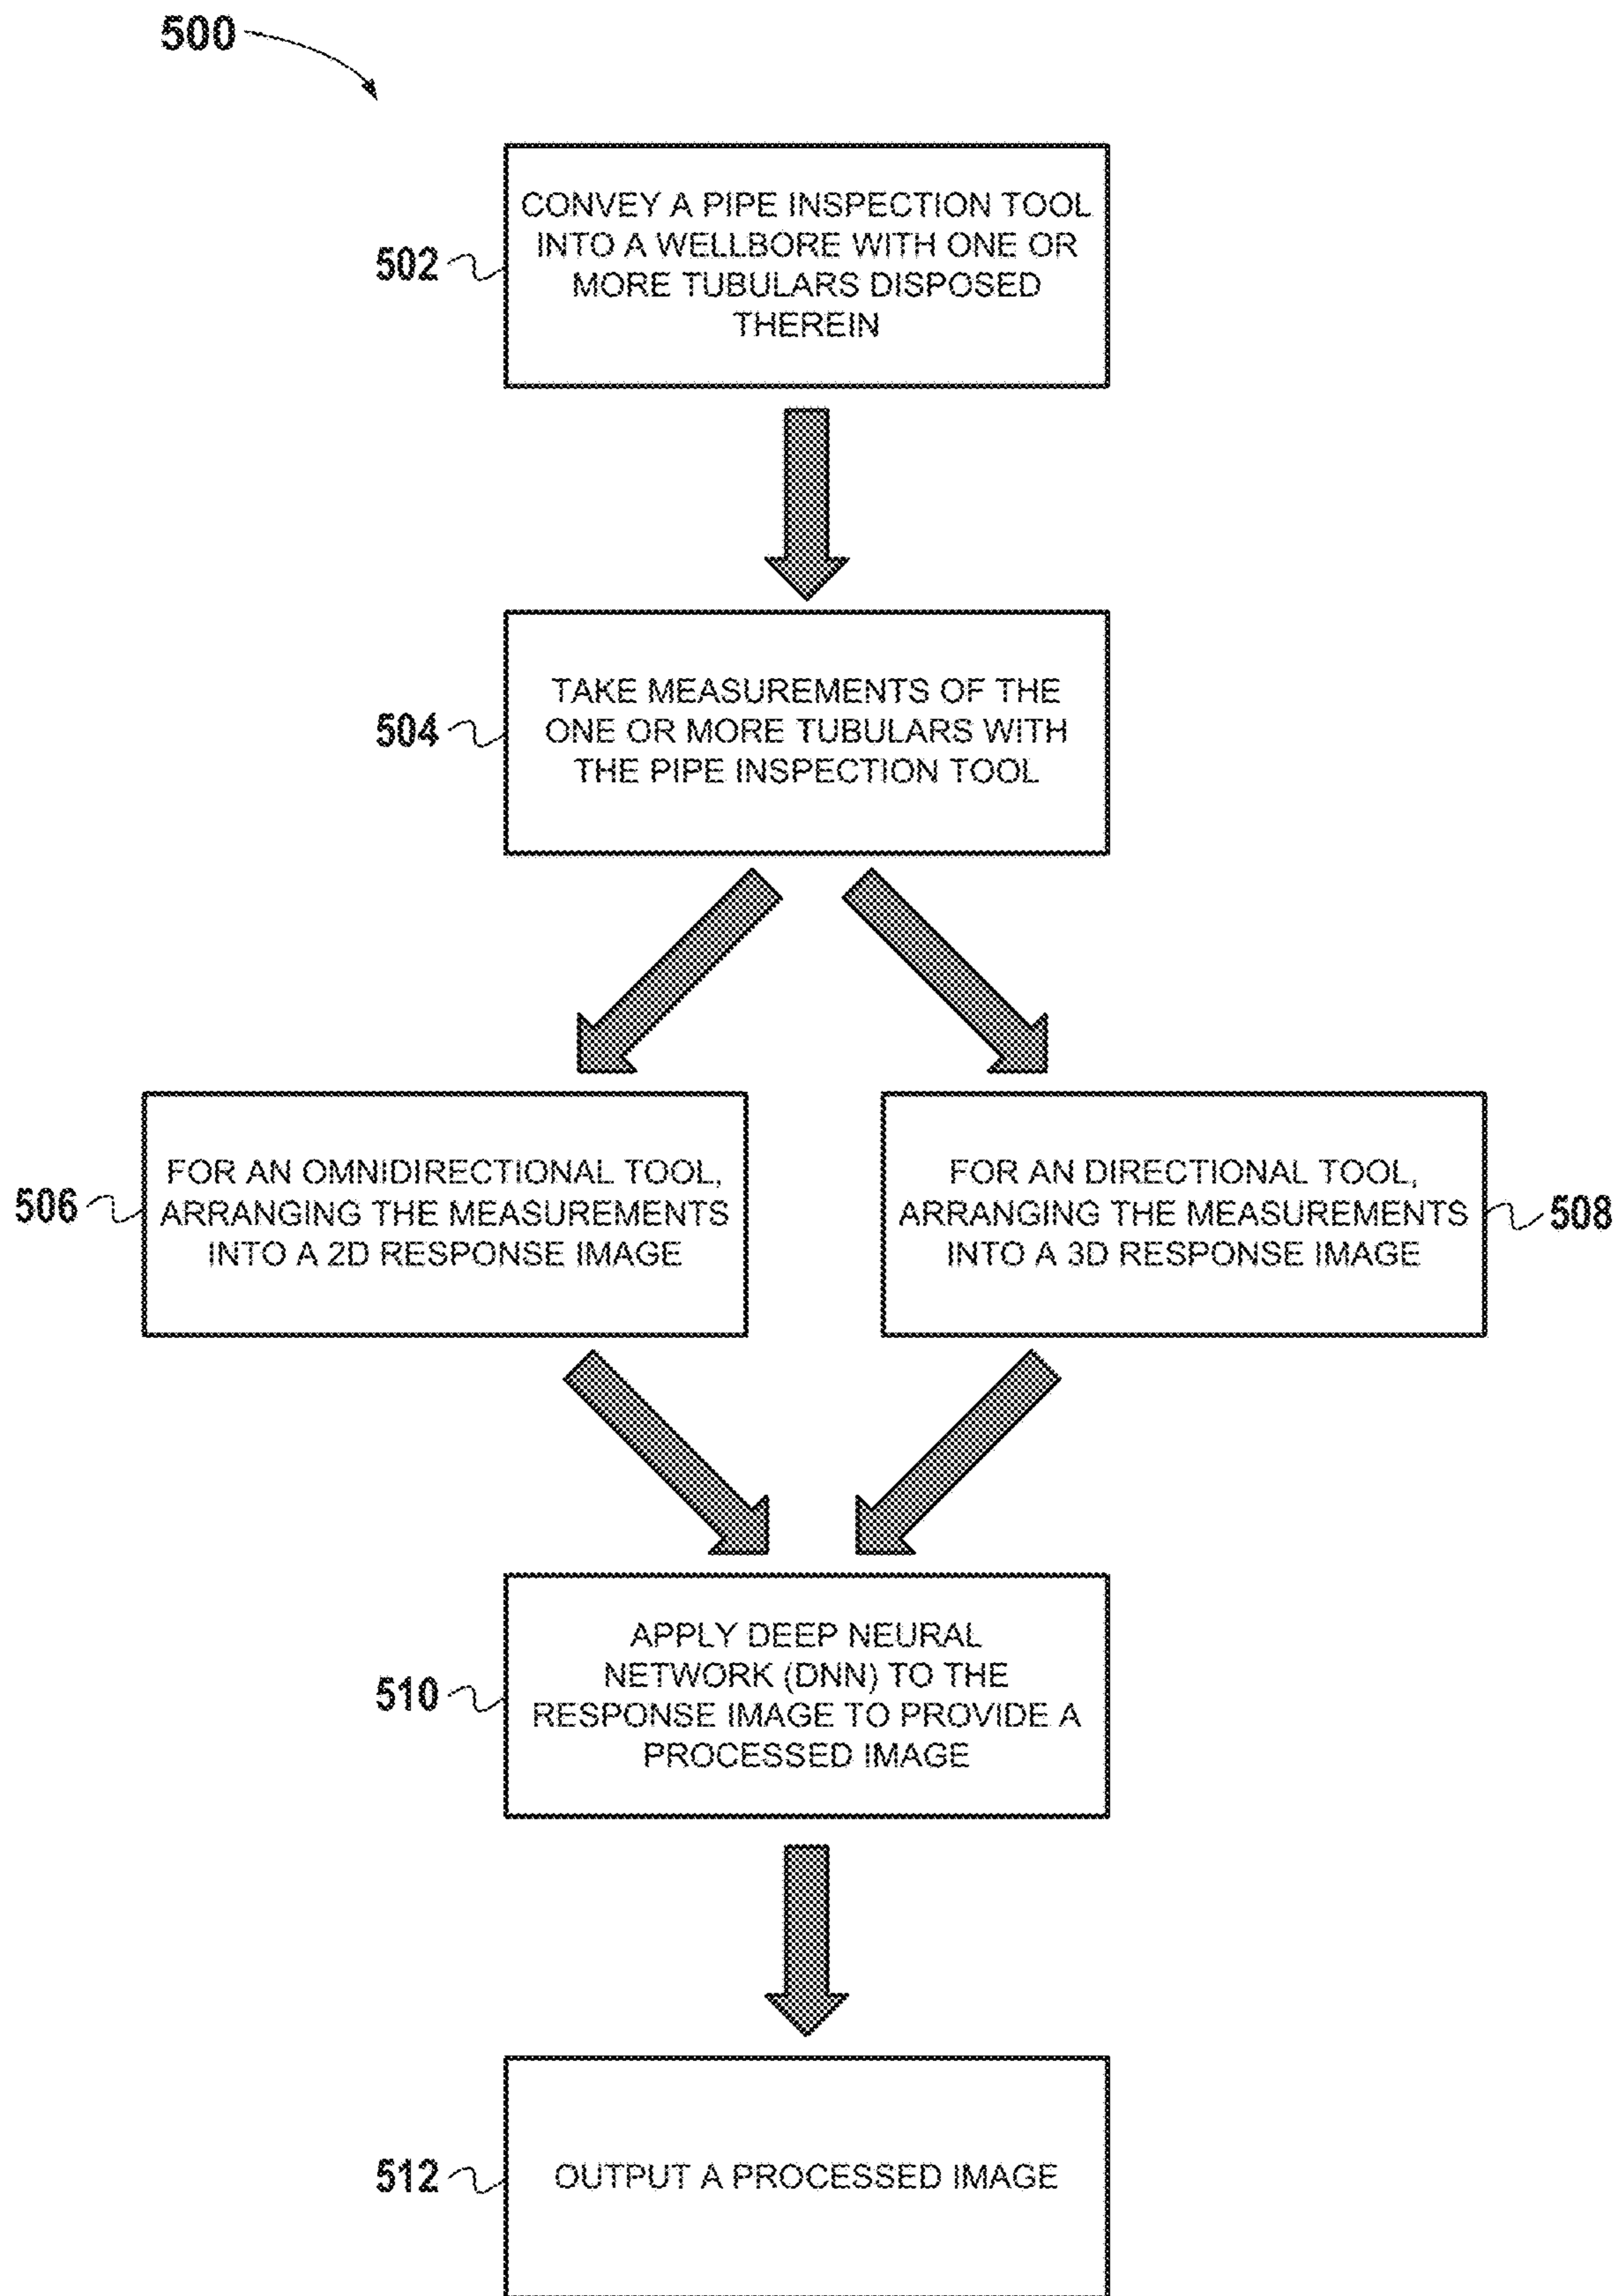 500
502
CONVEY A PIPE INSPECTION TOOL
INTO A WELLBORE WITH ONE OR
MORE TUBULARS DISPOSED
THEREIN
504
TAKE MEASUREMENTS OF THE
ONE OR MORE TUBULARS WITH
THE PIPE INSPECTION TOOL
506
FOR AN OMNIDIRECTIONAL TOOL,
ARRANGING THE MEASUREMENTS
INTO A 2D RESPONSE IMAGE
FOR AN DIRECTIONAL TOOL,
ARRANGING THE MEASUREMENTS
INTO A 3D RESPONSE IMAGE
508
510
APPLY DEEP NEURAL
NETWORK (DNN) TO THE
RESPONSE IMAGE TO PROVIDE A
PROCESSED IMAGE
512
OUTPUT A PROCESSED IMAGE